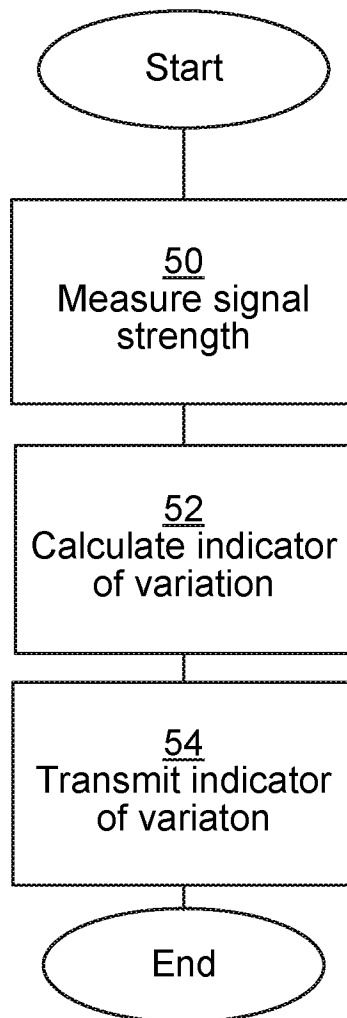 Start
50
Measure signal
strength
52
Calculate indicator
of variation
54
Transmit indicator
of variaton
End